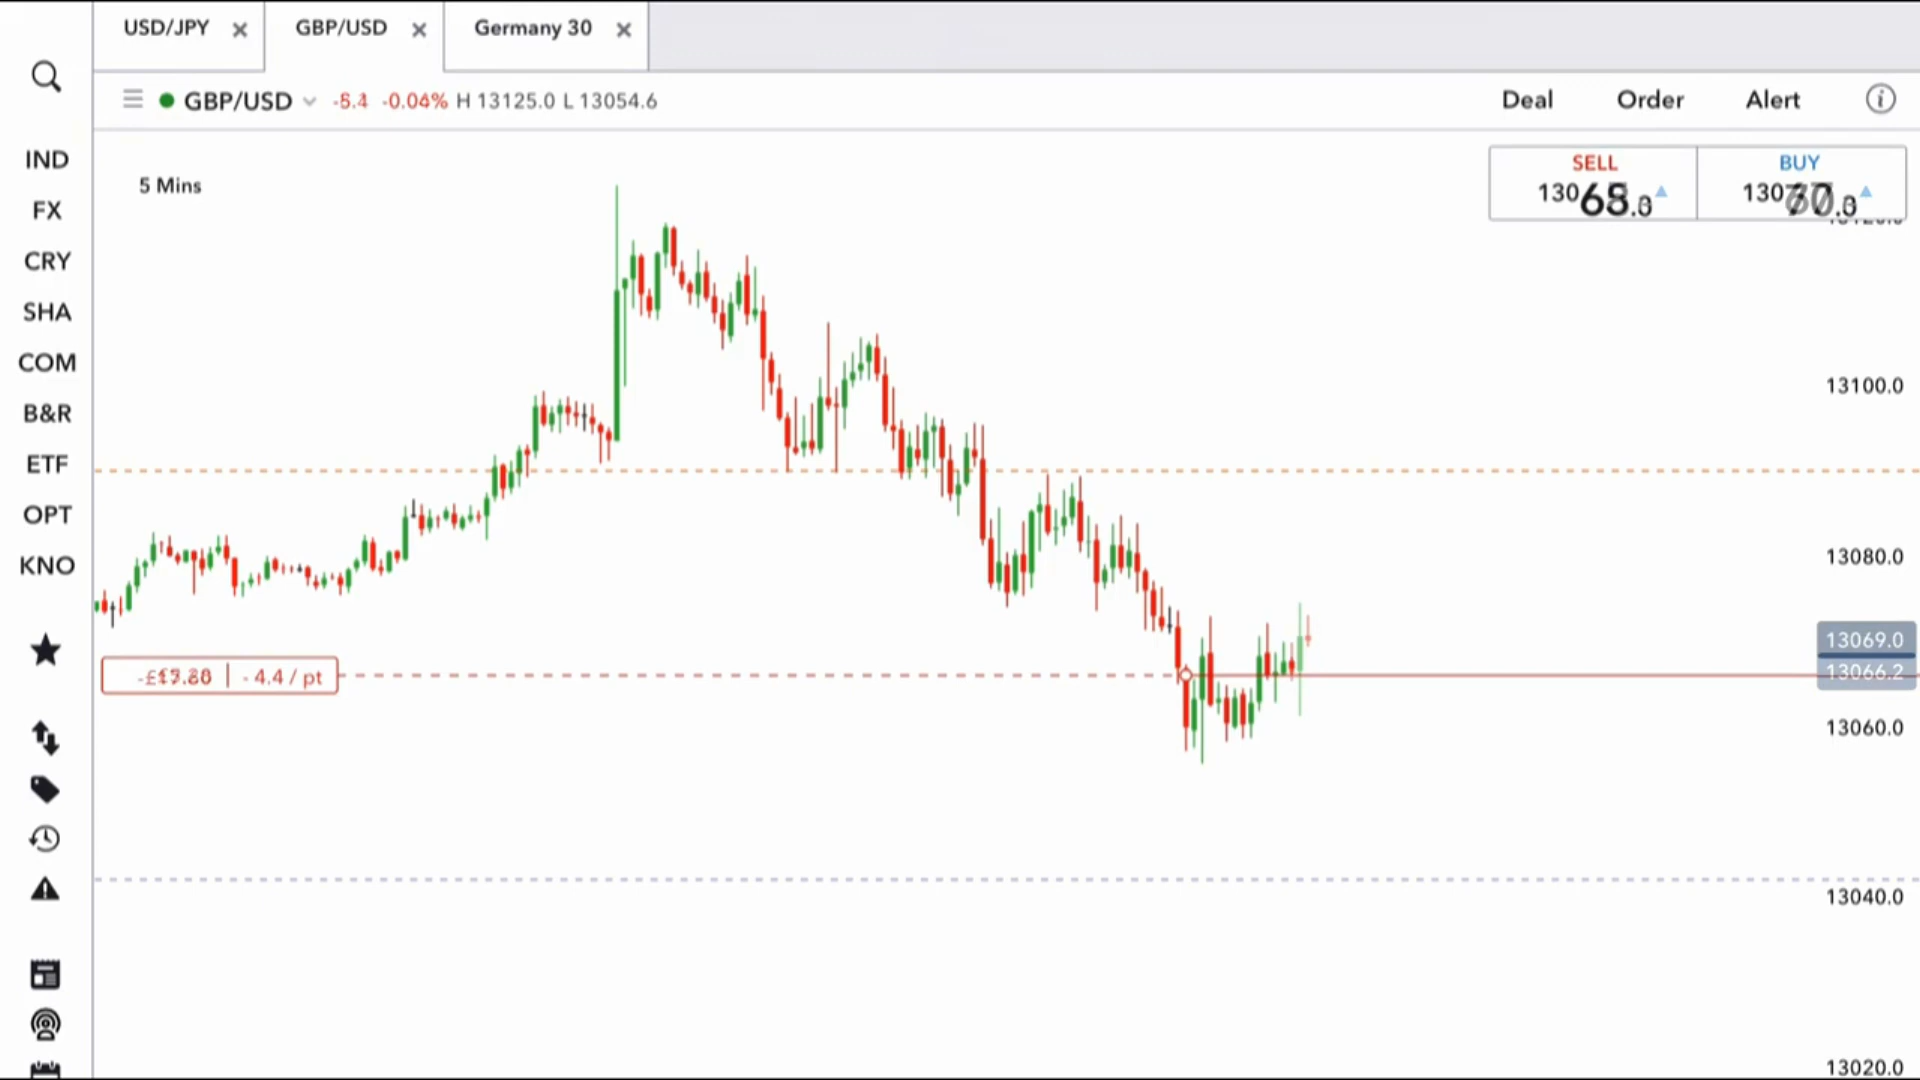 USD/JPY
GBP/USD
Germany 30
GBP/USD -0.04% H 13125.0 L 13054.6
Deal Order Alert
5 Mins
SELL BUY
IND
FX
CRY
SHA
COM
B&R
ETF
OPT
KNO
13100.0
13080.0
13069.0
13066.2
- 4.4 / pt
13060.0
13040.0
13020.0